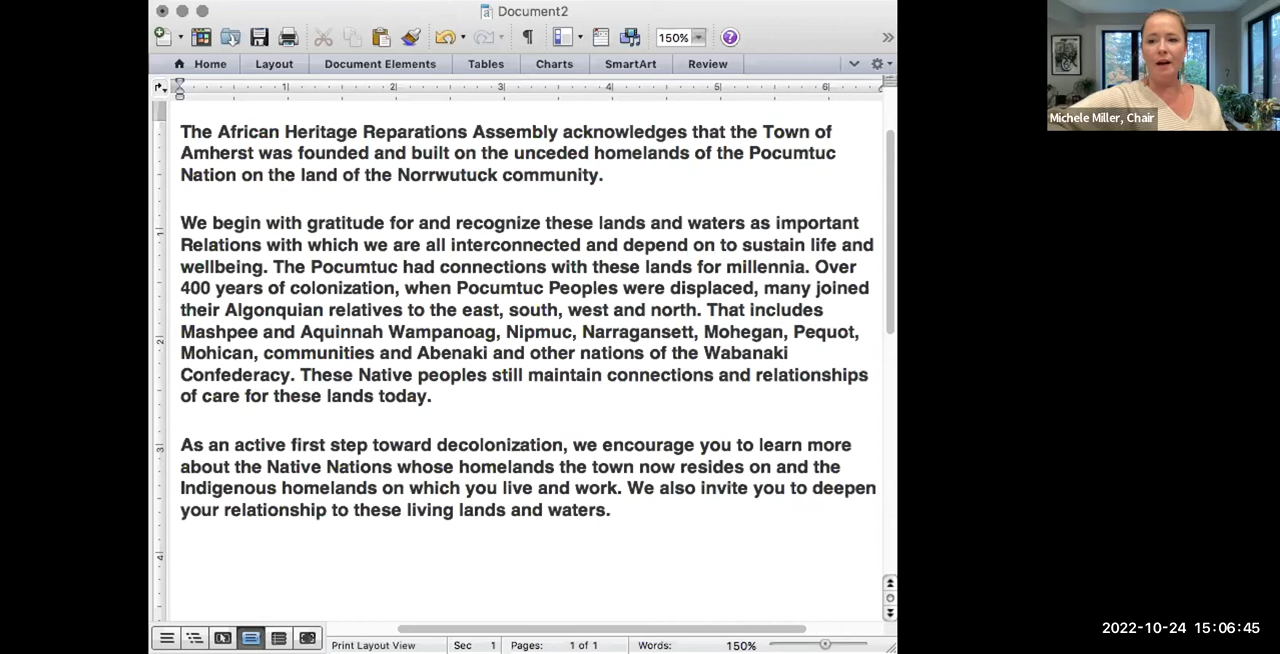 Document2
150%
Home Layout Document Elements Tables Charts SmartArt Review
1 2 3 4 5 6
The African Heritage Reparations Assembly acknowledges that the Town of
Amherst was founded and built on the unceded homelands of the Pocumtuc
Nation on the land of the Norrwutuck community.
We begin with gratitude for and recognize these lands and waters as important
Relations with which we are all interconnected and depend on to sustain life and
wellbeing. The Pocumtuc had connections with these lands for millennia. Over
400 years of colonization, when Pocumtuc Peoples were displaced, many joined
their Algonquian relatives to the east, south, west and north. That includes
Mashpee and Aquinnah Wampanoag, Nipmuc, Narragansett, Mohegan, Pequot,
Mohican, communities and Abenaki and other nations of the Wabanaki
Confederacy. These Native peoples still maintain connections and relationships
of care for these lands today.
As an active first step toward decolonization, we encourage you to learn more
about the Native Nations whose homelands the town now resides on and the
Indigenous homelands on which you live and work. We also invite you to deepen
your relationship to these living lands and waters.
1
2
3
4
Print Layout View Sec 1 Pages: 1 of 1 Words: 150%
Michele Miller, Chair
2022-10-24 15:06:45